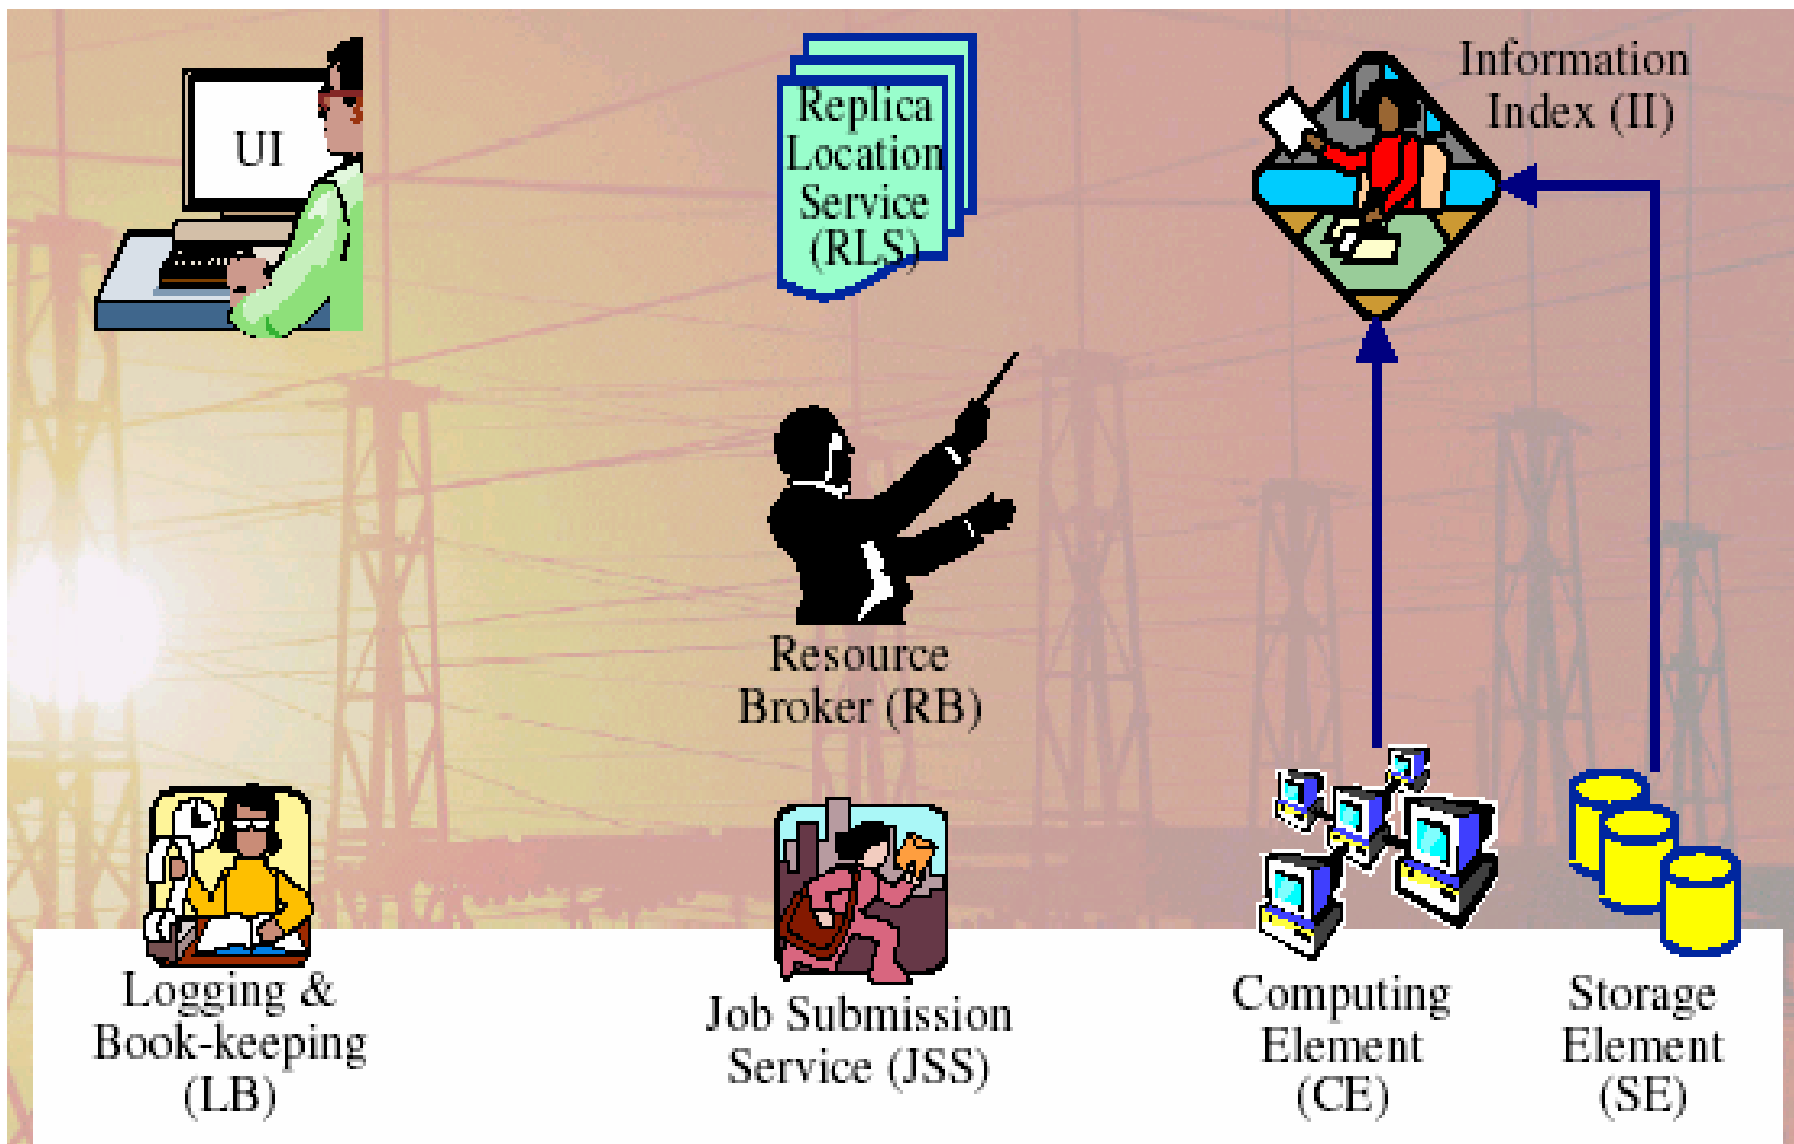 UI
Replica
Location
Service
(RLS)
Information
Index (II)
Resource
Broker (RB)
Logging &
Book-keeping
(LB)
Job Submission
Service (JSS)
Computing
Element
(CE)
Storage
Element
(SE)